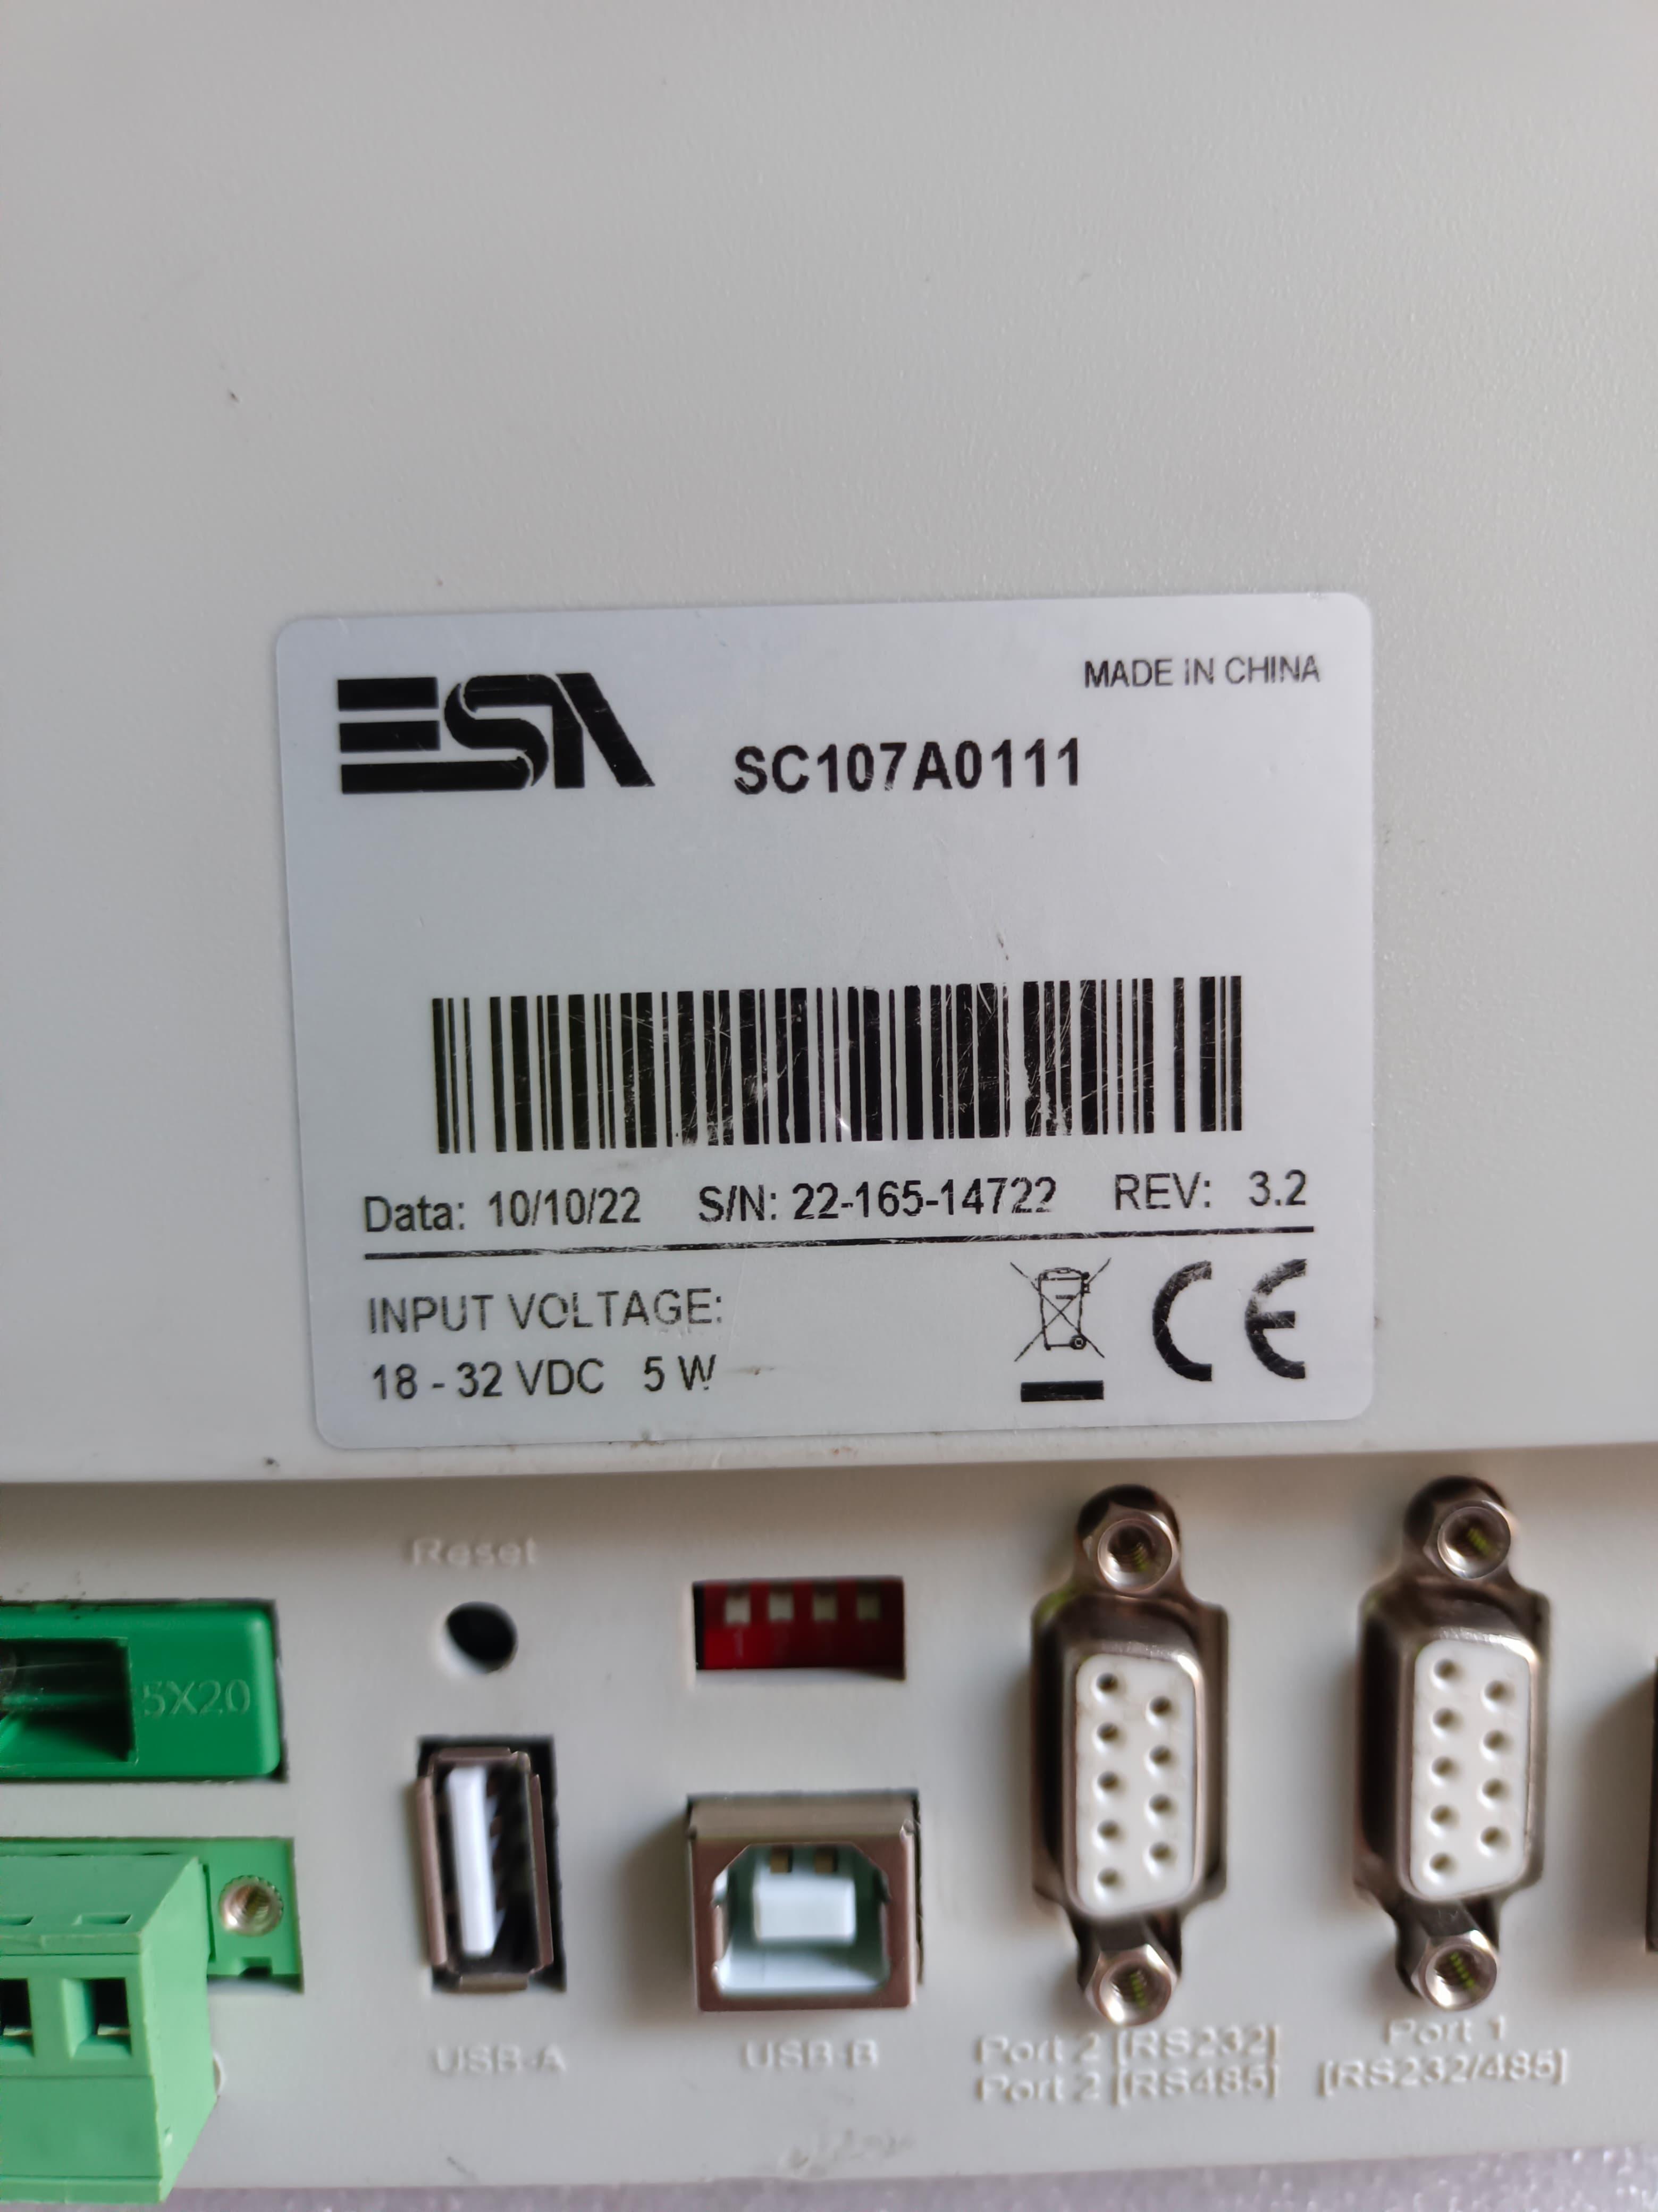 MADE IN CHINA
ESA
SC107A0111
Data: 10/10/22 S/N: 22-165-14722 REV: 3.2
INPUT VOLTAGE:
18 - 32 VDC 5 W
CE
Reset
5X20
USB-A
USB-B
Port 2 [RS232]
Port 2 [RS485]
Port 1
[RS232/485]